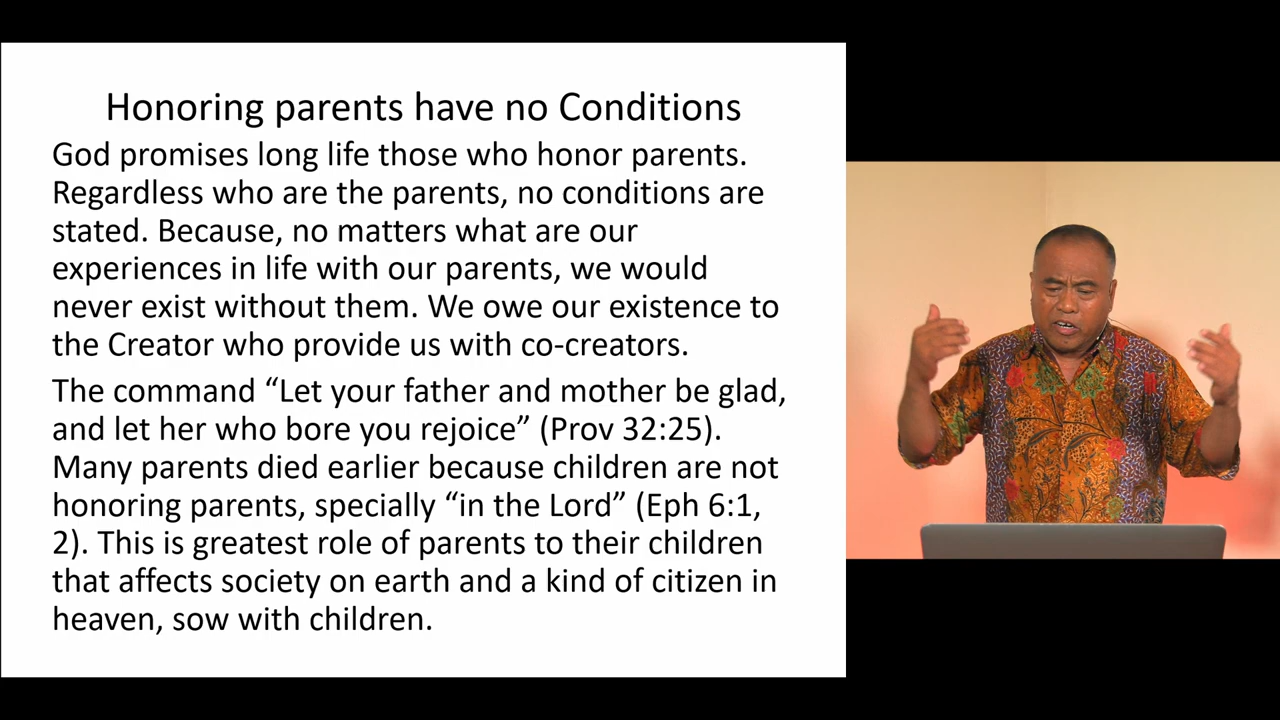 Honoring parents have no Conditions
God promises long life those who honor parents.
Regardless who are the parents, no conditions are
stated. Because, no matters what are our
experiences in life with our parents, we would
never exist without them. We owe our existence to
the Creator who provide us with co-creators.
The command “Let your father and mother be glad,
and let her who bore you rejoice” (Prov 32:25).
Many parents died earlier because children are not
honoring parents, specially “in the Lord” (Eph 6:1,
2). This is greatest role of parents to their children
that affects society on earth and a kind of citizen in
heaven, sow with children.